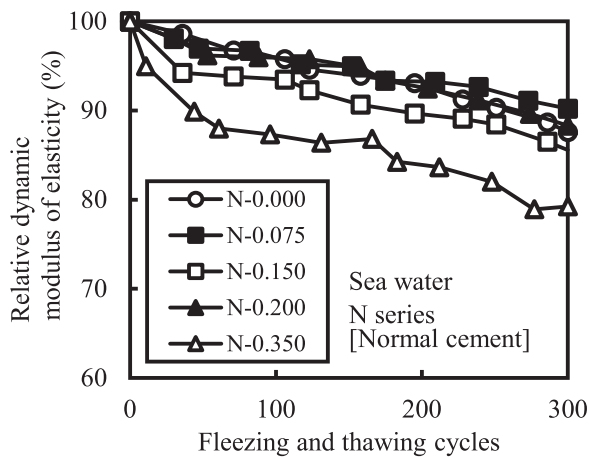 100
90
80
70
60
Relative dynamic
modulus of elasticity (%)
N-0.000
N-0.075
N-0.150
N-0.200
N-0.350
Sea water
N series
[Normal cement]
0
100
200
300
Fleezing and thawing cycles